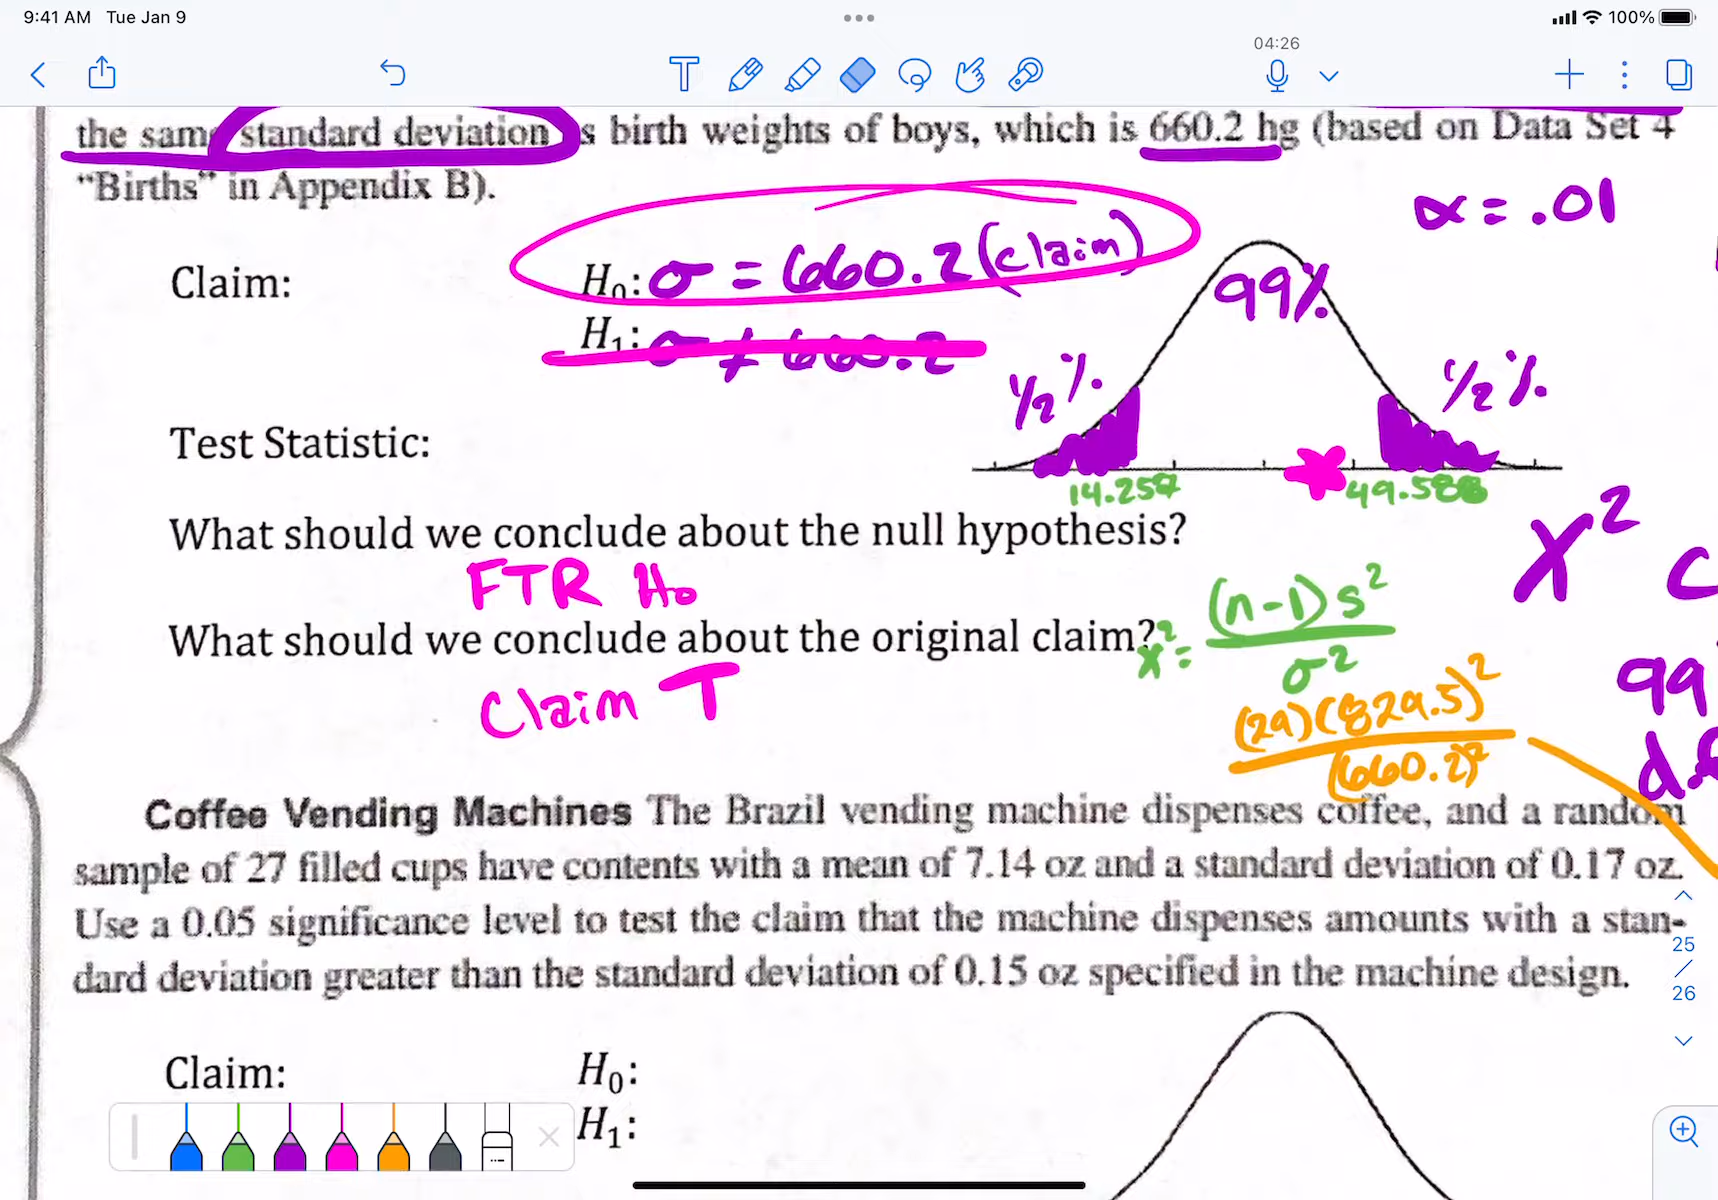 9:41 AM Tue Jan 9
100%
04:26
the sam standard deviation s birth weights of boys, which is 660.2 hg (based on Data Set 4
"Births" in Appendix B).
α = .01
Claim:
H₀: σ = 660.2 (claim)
H₁: σ ≠ 660.2
99%
½%.
½%.
Test Statistic:
14.257
49.588
What should we conclude about the null hypothesis?
FTR H₀
X²
What should we conclude about the original claim?
X² = (n-1)s² / σ²
Claim T
99
(29)(829.5)² / (660.2)²
Coffee Vending Machines The Brazil vending machine dispenses coffee, and a random
sample of 27 filled cups have contents with a mean of 7.14 oz and a standard deviation of 0.17 oz.
Use a 0.05 significance level to test the claim that the machine dispenses amounts with a stan-
dard deviation greater than the standard deviation of 0.15 oz specified in the machine design.
25
/
26
Claim:
H₀:
H₁: